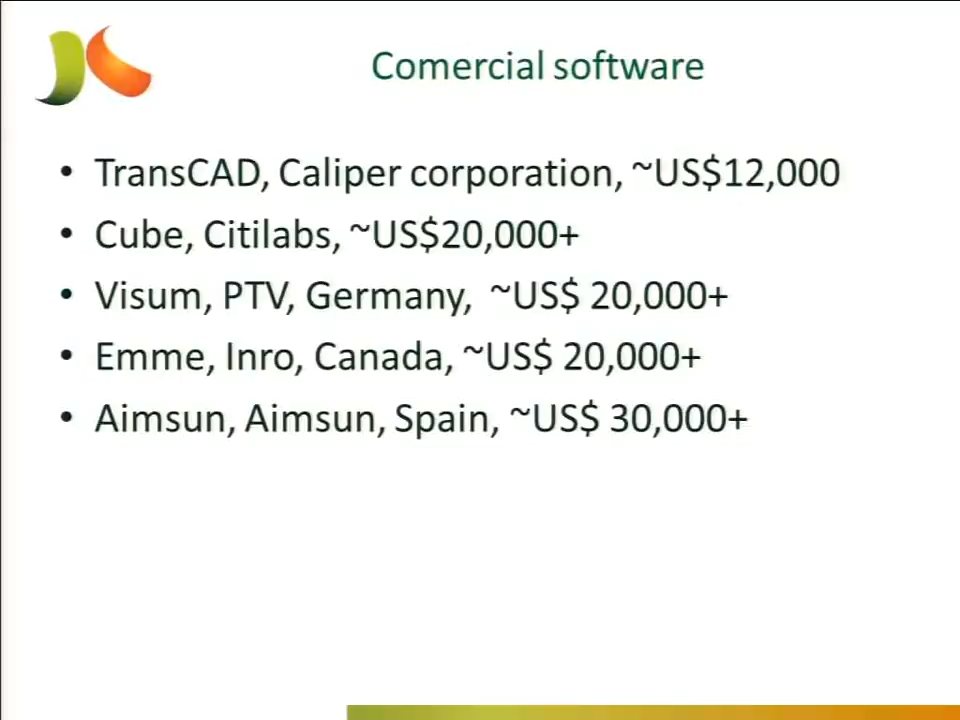 Comercial software
• TransCAD, Caliper corporation, ~US$12,000
• Cube, Citilabs, ~US$20,000+
• Visum, PTV, Germany, ~US$ 20,000+
• Emme, Inro, Canada, ~US$ 20,000+
• Aimsun, Aimsun, Spain, ~US$ 30,000+